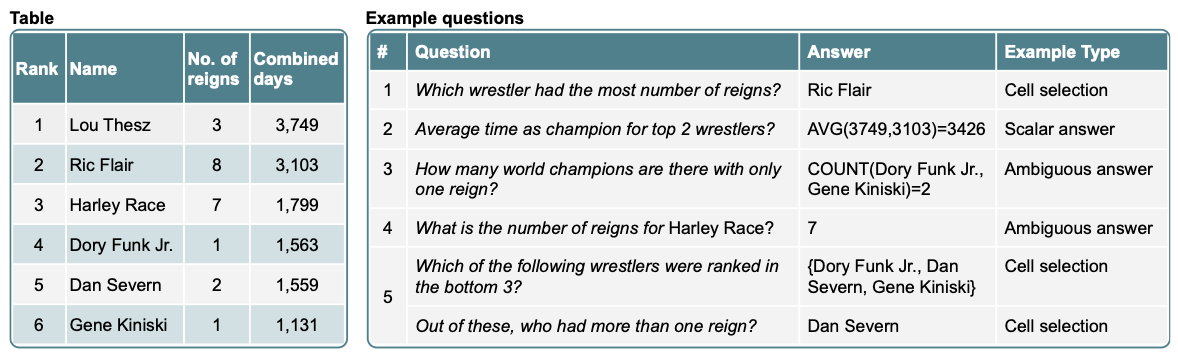 Table
Rank Name No. of reigns Combined days
1 Lou Thesz 3 3,749
2 Ric Flair 8 3,103
3 Harley Race 7 1,799
4 Dory Funk Jr. 1 1,563
5 Dan Severn 2 1,559
6 Gene Kiniski 1 1,131
Example questions
# Question Answer Example Type
1 Which wrestler had the most number of reigns? Ric Flair Cell selection
2 Average time as champion for top 2 wrestlers? AVG(3749,3103)=3426 Scalar answer
3 How many world champions are there with only one reign? COUNT(Dory Funk Jr., Gene Kiniski)=2 Ambiguous answer
4 What is the number of reigns for Harley Race? 7 Ambiguous answer
5 Which of the following wrestlers were ranked in the bottom 3? {Dory Funk Jr., Dan Severn, Gene Kiniski} Cell selection
Out of these, who had more than one reign? Dan Severn Cell selection